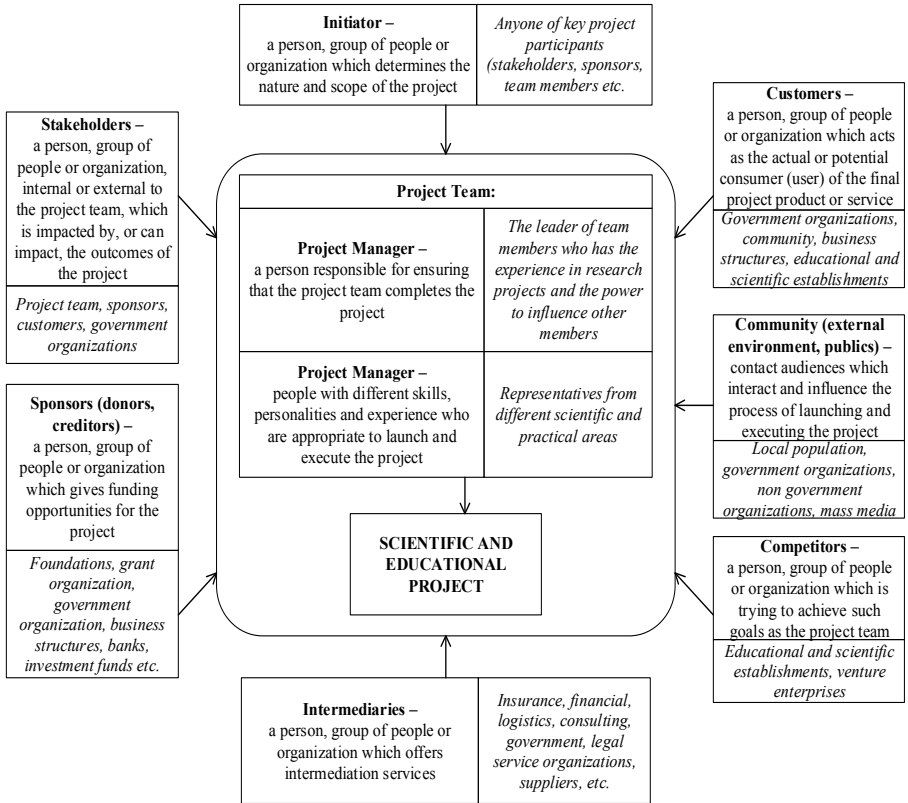 Initiator –
a person, group of people or
organization which determines the
nature and scope of the project
Anyone of key project
participants
(stakeholders, sponsors,
team members etc.
Stakeholders –
a person, group of
people or organization,
internal or external to
the project team, which
is impacted by, or can
impact, the outcomes of
the project
Project team, sponsors,
customers, government
organizations
Sponsors (donors,
creditors) –
a person, group of
people or organization
which gives funding
opportunities for the
project
Foundations, grant
organization,
government
organization, business
structures, banks,
investment funds etc.
Project Team:
Project Manager –
a person responsible for ensuring
that the project team completes the
project
The leader of team
members who has the
experience in research
projects and the power
to influence other
members
Project Manager –
people with different skills,
personalities and experience who
are appropriate to launch and
execute the project
Representatives from
different scientific and
practical areas
SCIENTIFIC AND
EDUCATIONAL
PROJECT
Customers –
a person, group of people
or organization which acts
as the actual or potential
consumer (user) of the final
project product or service
Government organizations,
community, business
structures, educational and
scientific establishments
Community (external
environment, publics) –
contact audiences which
interact and influence the
process of launching and
executing the project
Local population,
government organizations,
non government
organizations, mass media
Competitors –
a person, group of people
or organization which is
trying to achieve such
goals as the project team
Educational and scientific
establishments, venture
enterprises
Intermediaries –
a person, group of people or
organization which offers
intermediation services
Insurance, financial,
logistics, consulting,
government, legal
service organizations,
suppliers, etc.